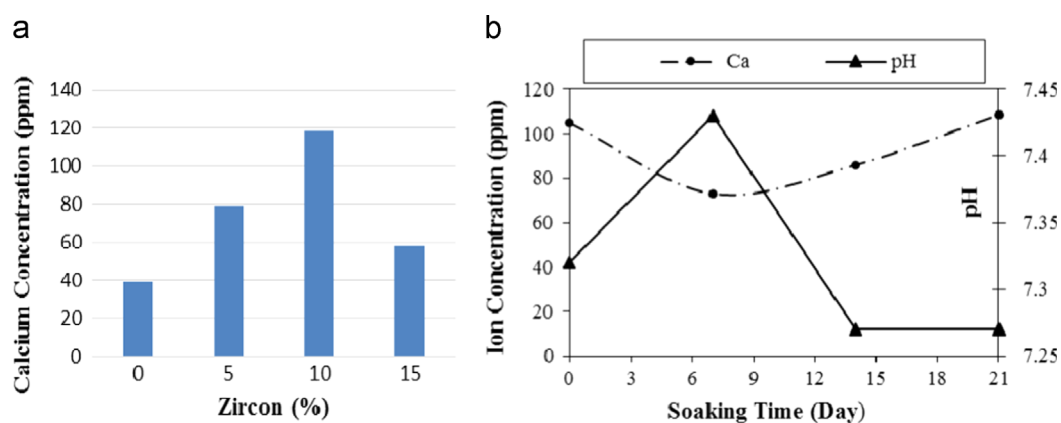 a
Calcium Concentration (ppm)
140
120
100
80
60
40
20
0
0 5 10 15
Zircon (%)
b
Ca pH
Ion Concentration (ppm)
120
100
80
60
40
20
0
7.45
7.4
7.35
7.3
7.25
pH
0 3 6 9 12 15 18 21
Soaking Time (Day)